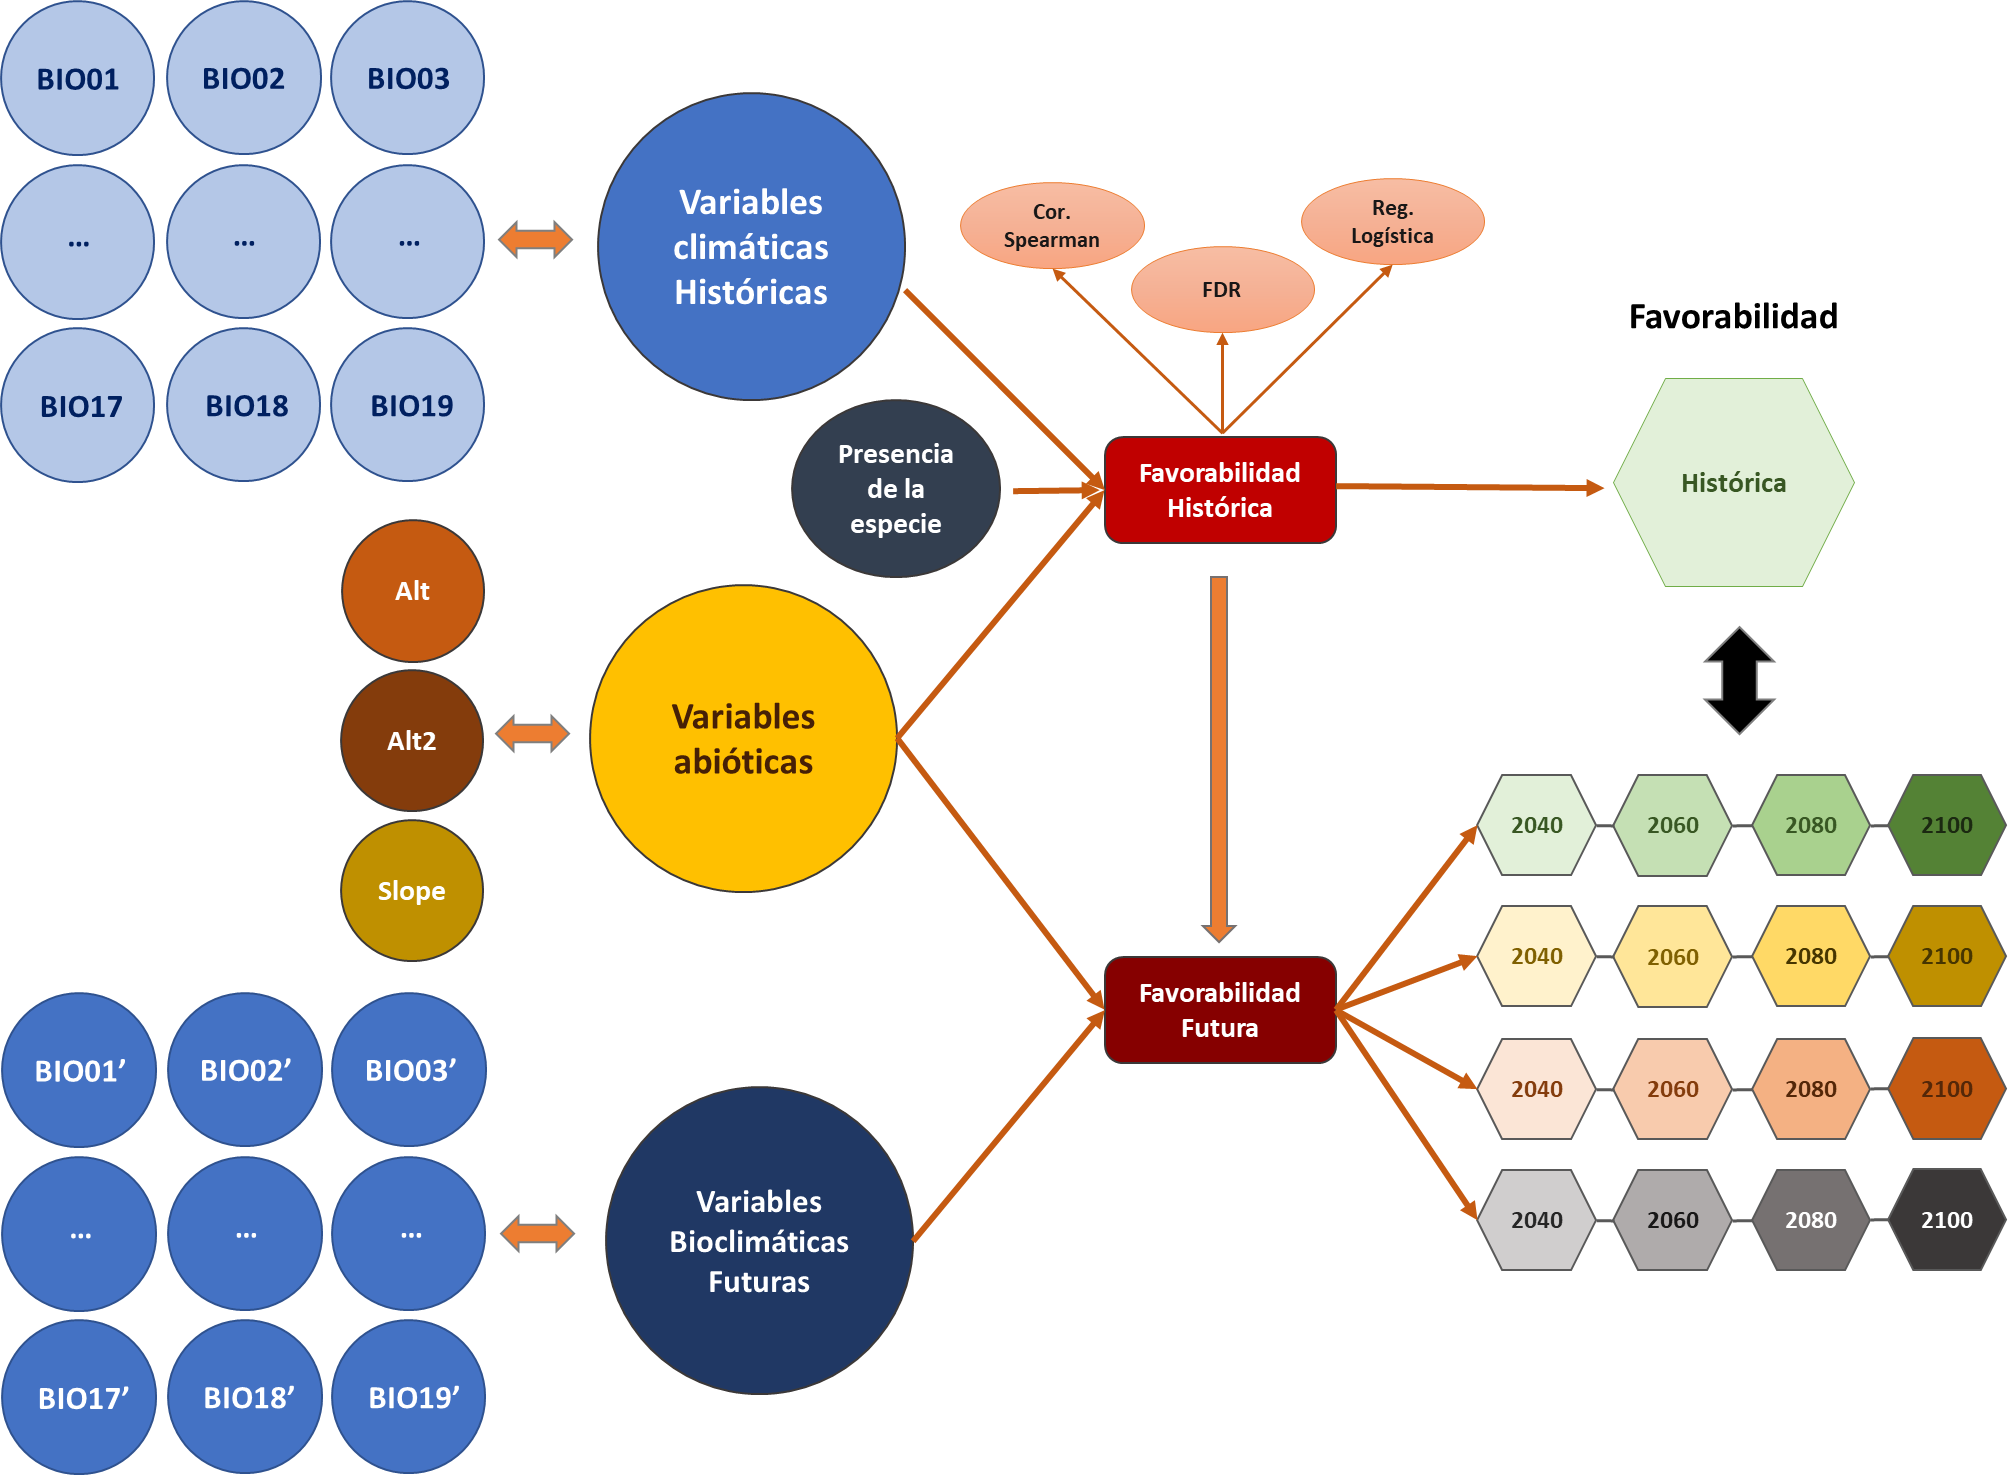 BIO01
BIO02
BIO03
...
...
...
BIO17
BIO18
BIO19
Variables
climáticas
Históricas
Cor.
Spearman
FDR
Reg.
Logística
Favorabilidad
Presencia
de la
especie
Favorabilidad
Histórica
Histórica
Alt
Alt2
Slope
Variables
abióticas
2040
2060
2080
2100
2040
2060
2080
2100
Favorabilidad
Futura
2040
2060
2080
2100
2040
2060
2080
2100
BIO01’
BIO02’
BIO03’
...
...
...
BIO17’
BIO18’
BIO19’
Variables
Bioclimáticas
Futuras